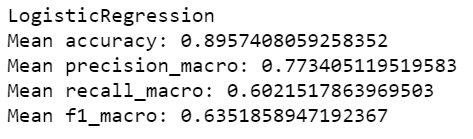 LogisticRegression
Mean accuracy: 0.8957408059258352
Mean precision_macro: 0.773405119519583
Mean recall_macro: 0.6021517863969503
Mean f1_macro: 0.6351858947192367